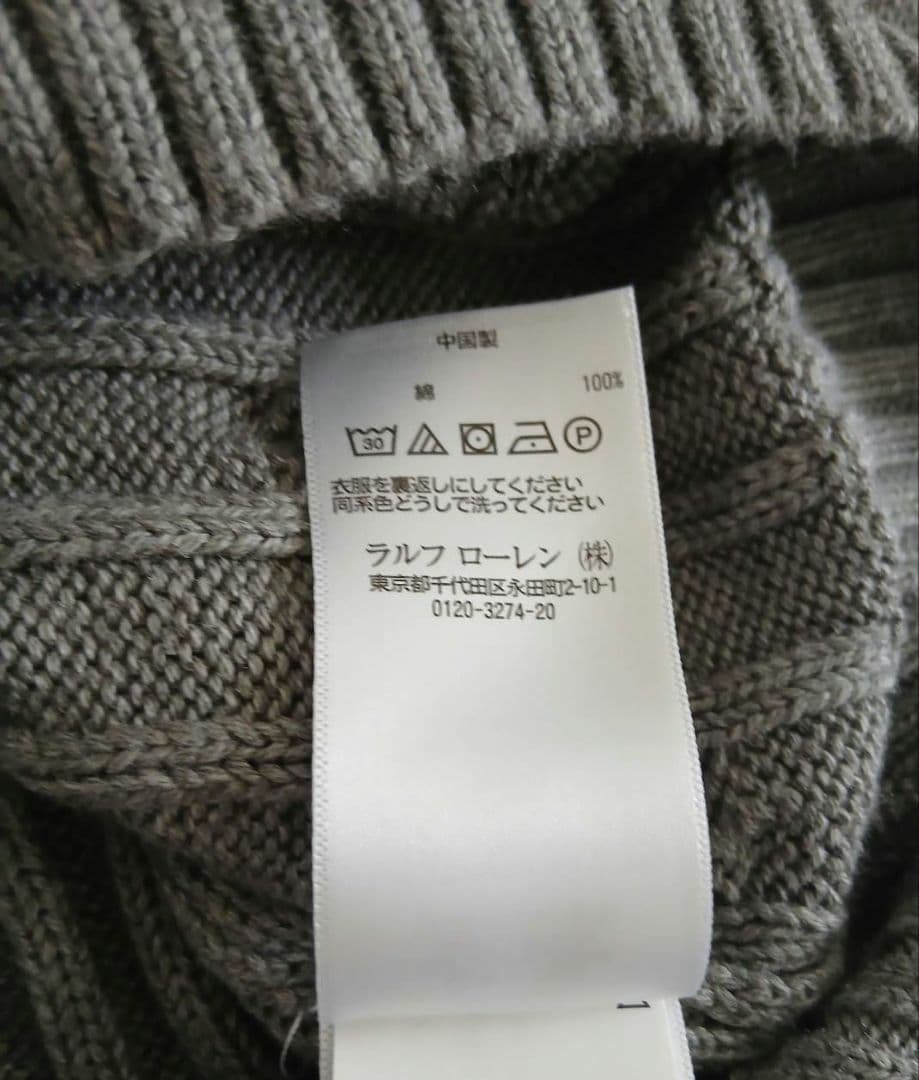 中国製
綿 100%
30 P
衣服を裏返しにしてください
同系色どうしで洗ってください
ラルフ ローレン (株)
東京都千代田区永田町2-10-1
0120-3274-20